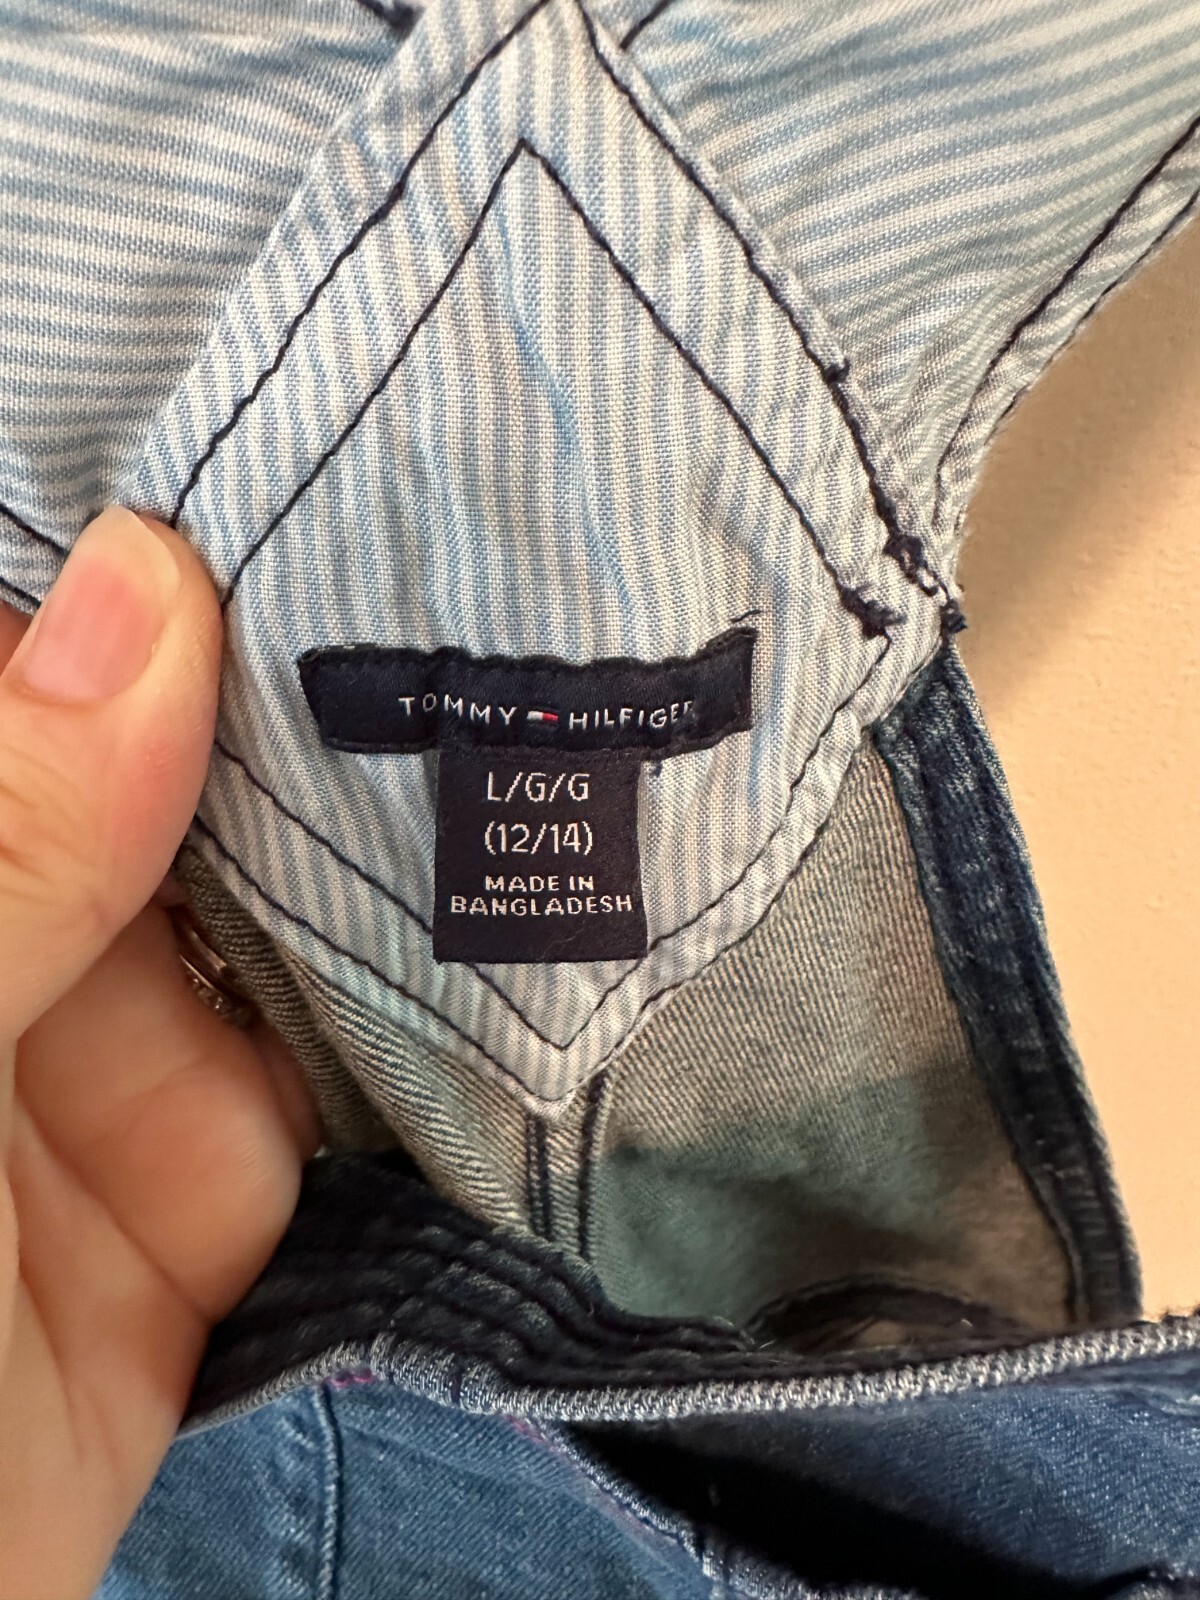 TOMMY HILFIGER
L/G/G
(12/14)
MADE IN
BANGLADESH